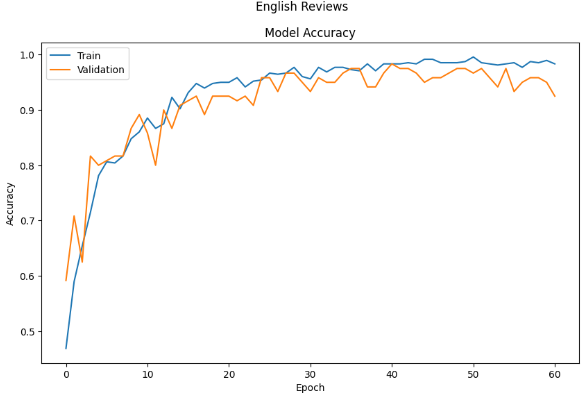 English Reviews
Model Accuracy
Train
Validation
1.0
0.9
0.8
0.7
0.6
0.5
Accuracy
0 10 20 30 40 50 60
Epoch